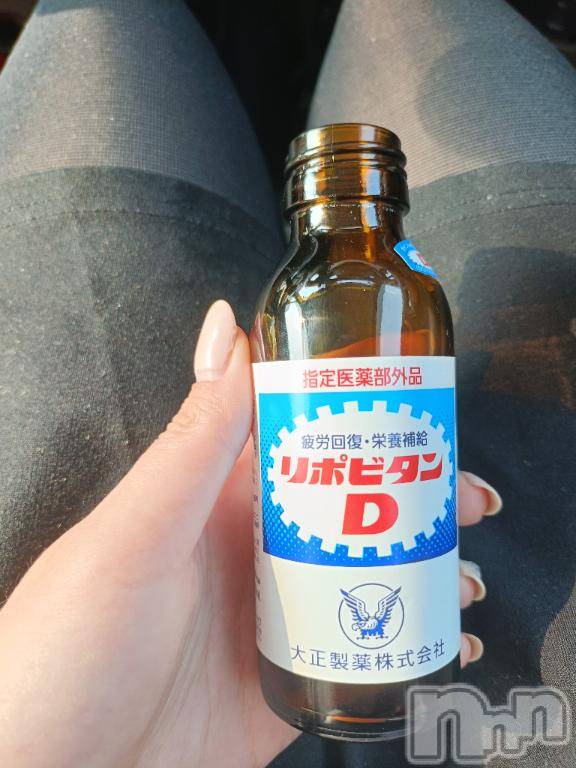 指定医薬部外品
疲労回復・栄養補給
リポビタン
D
大正製薬株式会社
nnn